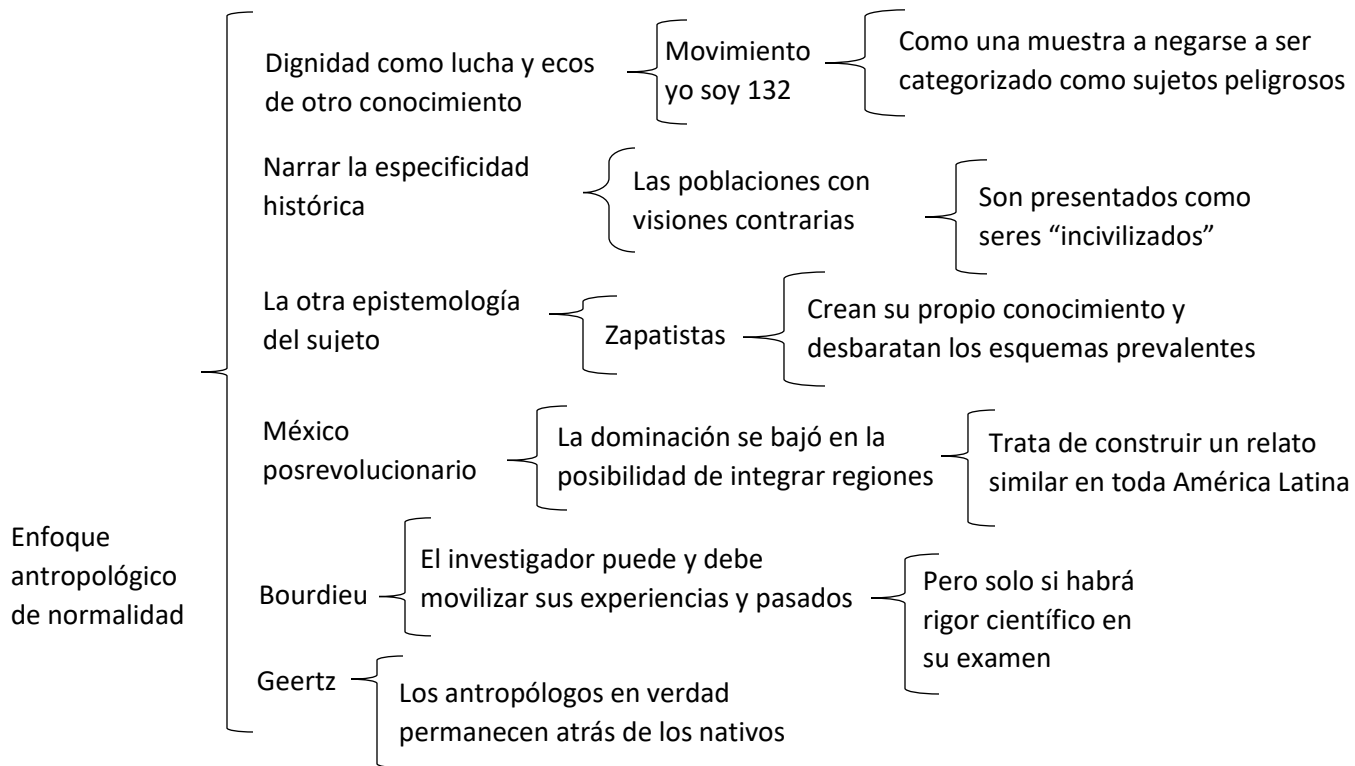 Enfoque
antropológico
de normalidad
Dignidad como lucha y ecos
de otro conocimiento
Movimiento
yo soy 132
Como una muestra a negarse a ser
categorizado como sujetos peligrosos
Narrar la especificidad
histórica
Las poblaciones con
visiones contrarias
Son presentados como
seres “incivilizados”
La otra epistemología
del sujeto
Zapatistas
Crean su propio conocimiento y
desbaratan los esquemas prevalentes
México
posrevolucionario
La dominación se bajó en la
posibilidad de integrar regiones
Trata de construir un relato
similar en toda América Latina
Bourdieu
El investigador puede y debe
movilizar sus experiencias y pasados
Pero solo si habrá
rigor científico en
su examen
Geertz
Los antropólogos en verdad
permanecen atrás de los nativos